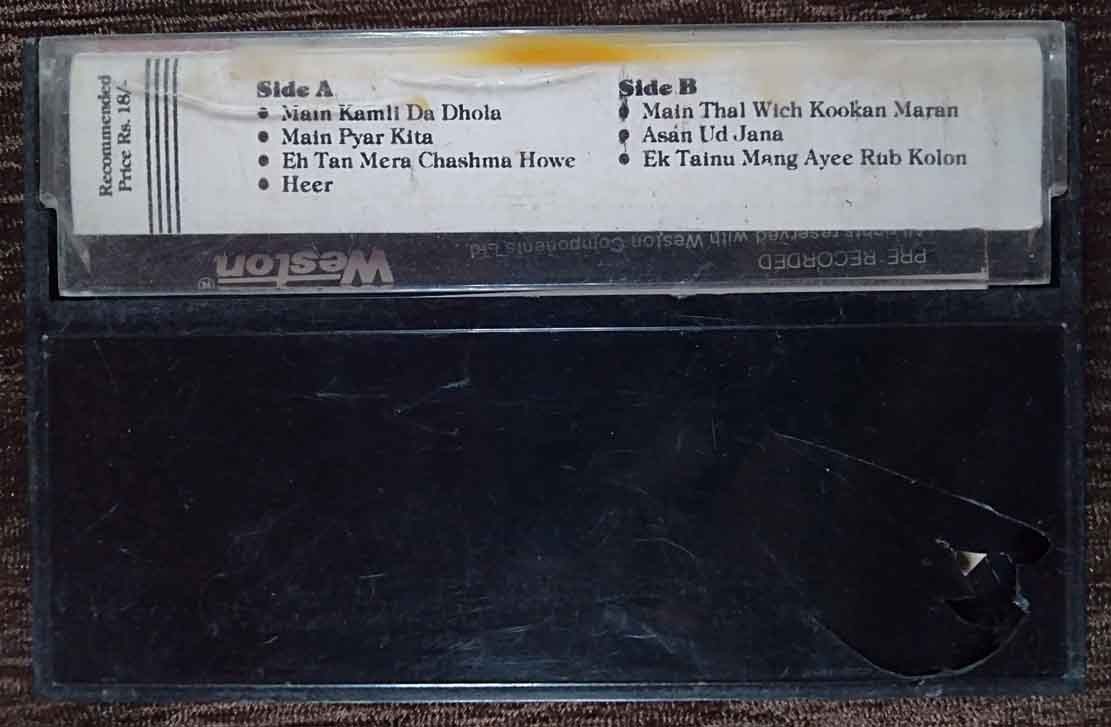 Recommended
Price Rs. 18/-
Side A
• Main Kamli Da Dhola
• Main Pyar Kita
• Eh Tan Mera Chashma Howe
• Heer
Side B
• Main Thal Wich Kookan Maran
• Asan Ud Jana
• Ek Tainu Mang Ayee Rub Kolon
PRE-RECORDED
All rights reserved with Weston Components Ltd.
Weston®